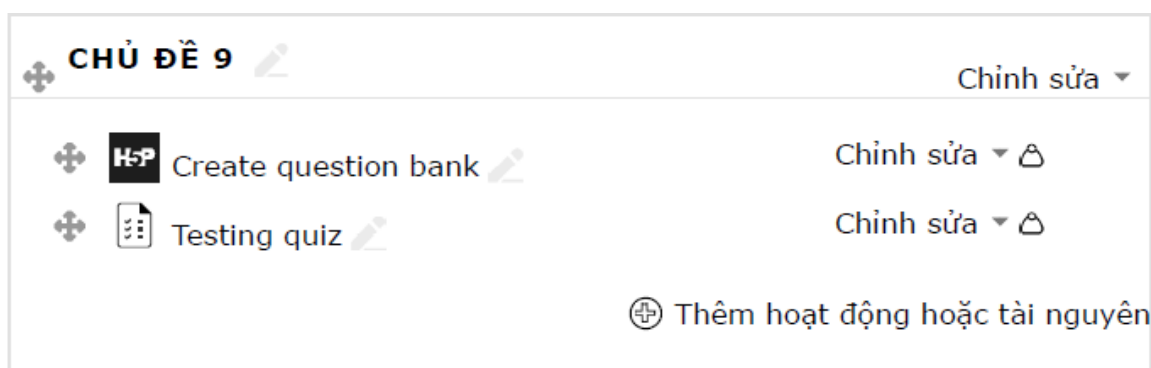 CHỦ ĐỀ 9
Chỉnh sửa
H5P Create question bank Chỉnh sửa
Testing quiz Chỉnh sửa
Thêm hoạt động hoặc tài nguyên